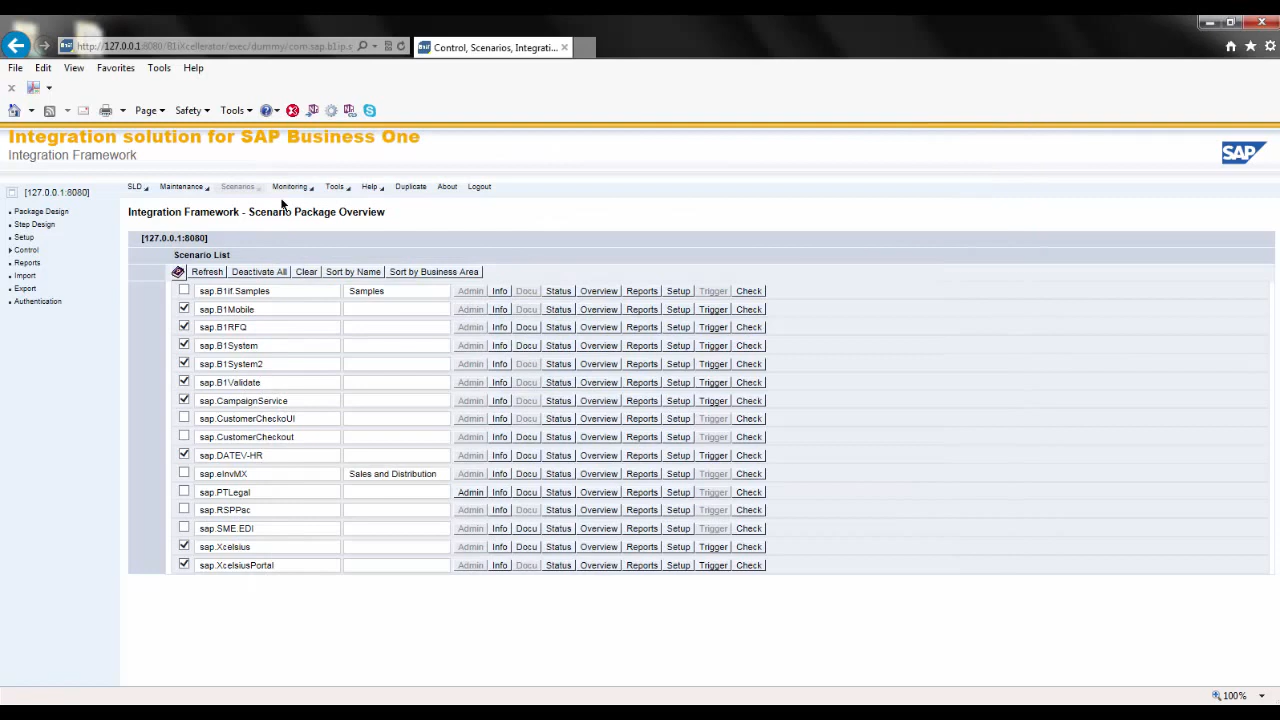 http://127.0.0.1:8080/B1iXcellerator/exec/dummy/com.sap.b1ip.s
Control, Scenarios, Integrati...
File Edit View Favorites Tools Help
Page Safety Tools
Integration solution for SAP Business One
Integration Framework
SAP
[127.0.0.1:8080]
Package Design
Step Design
Setup
Control
Reports
Import
Export
Authentication
SLD Maintenance Scenarios Monitoring Tools Help Duplicate About Logout
Integration Framework - Scenario Package Overview
[127.0.0.1:8080]
Scenario List
Refresh Deactivate All Clear Sort by Name Sort by Business Area
sap.B1if.Samples Samples Admin Info Docu Status Overview Reports Setup Trigger Check
sap.B1Mobile Admin Info Docu Status Overview Reports Setup Trigger Check
sap.B1RFQ Admin Info Docu Status Overview Reports Setup Trigger Check
sap.B1System Admin Info Docu Status Overview Reports Setup Trigger Check
sap.B1System2 Admin Info Docu Status Overview Reports Setup Trigger Check
sap.B1Validate Admin Info Docu Status Overview Reports Setup Trigger Check
sap.CampaignService Admin Info Docu Status Overview Reports Setup Trigger Check
sap.CustomerCheckoUI Admin Info Docu Status Overview Reports Setup Trigger Check
sap.CustomerCheckout Admin Info Docu Status Overview Reports Setup Trigger Check
sap.DATEV-HR Admin Info Docu Status Overview Reports Setup Trigger Check
sap.eInvMX Sales and Distribution Admin Info Docu Status Overview Reports Setup Trigger Check
sap.PTLegal Admin Info Docu Status Overview Reports Setup Trigger Check
sap.RSPPac Admin Info Docu Status Overview Reports Setup Trigger Check
sap.SME.EDI Admin Info Docu Status Overview Reports Setup Trigger Check
sap.Xcelsius Admin Info Docu Status Overview Reports Setup Trigger Check
sap.XcelsiusPortal Admin Info Docu Status Overview Reports Setup Trigger Check
100%